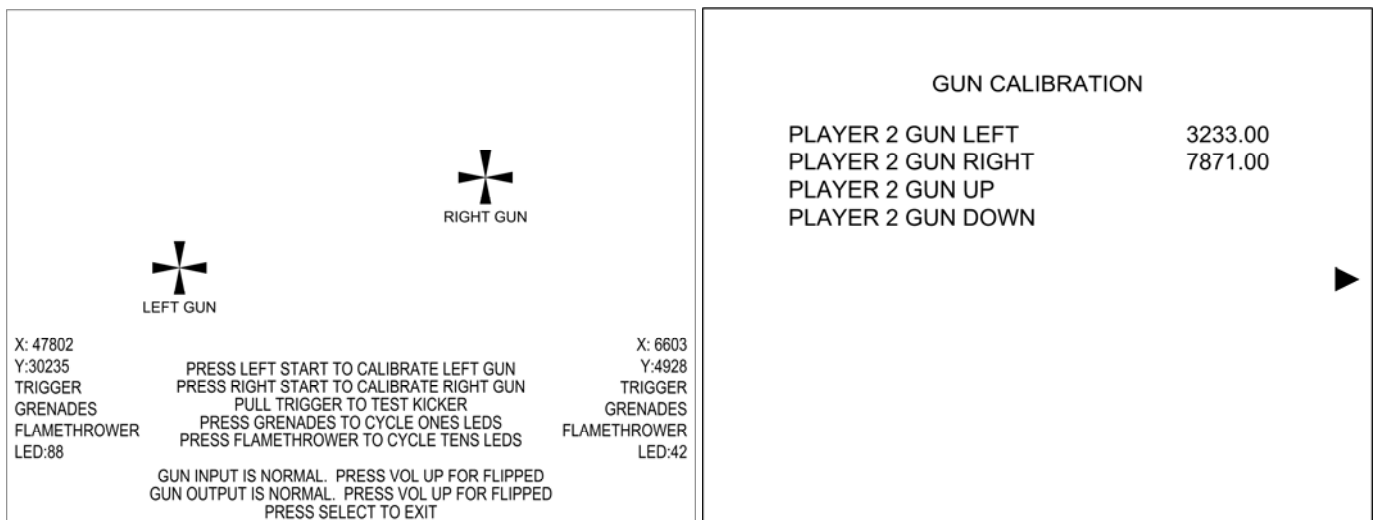 RIGHT GUN
LEFT GUN
X: 47802
Y:30235
TRIGGER
GRENADES
FLAMETHROWER
LED:88
PRESS LEFT START TO CALIBRATE LEFT GUN
PRESS RIGHT START TO CALIBRATE RIGHT GUN
PULL TRIGGER TO TEST KICKER
PRESS GRENADES TO CYCLE ONES LEDS
PRESS FLAMETHROWER TO CYCLE TENS LEDS
X: 6603
Y:4928
TRIGGER
GRENADES
FLAMETHROWER
LED:42
GUN INPUT IS NORMAL. PRESS VOL UP FOR FLIPPED
GUN OUTPUT IS NORMAL. PRESS VOL UP FOR FLIPPED
PRESS SELECT TO EXIT
GUN CALIBRATION
PLAYER 2 GUN LEFT 3233.00
PLAYER 2 GUN RIGHT 7871.00
PLAYER 2 GUN UP
PLAYER 2 GUN DOWN